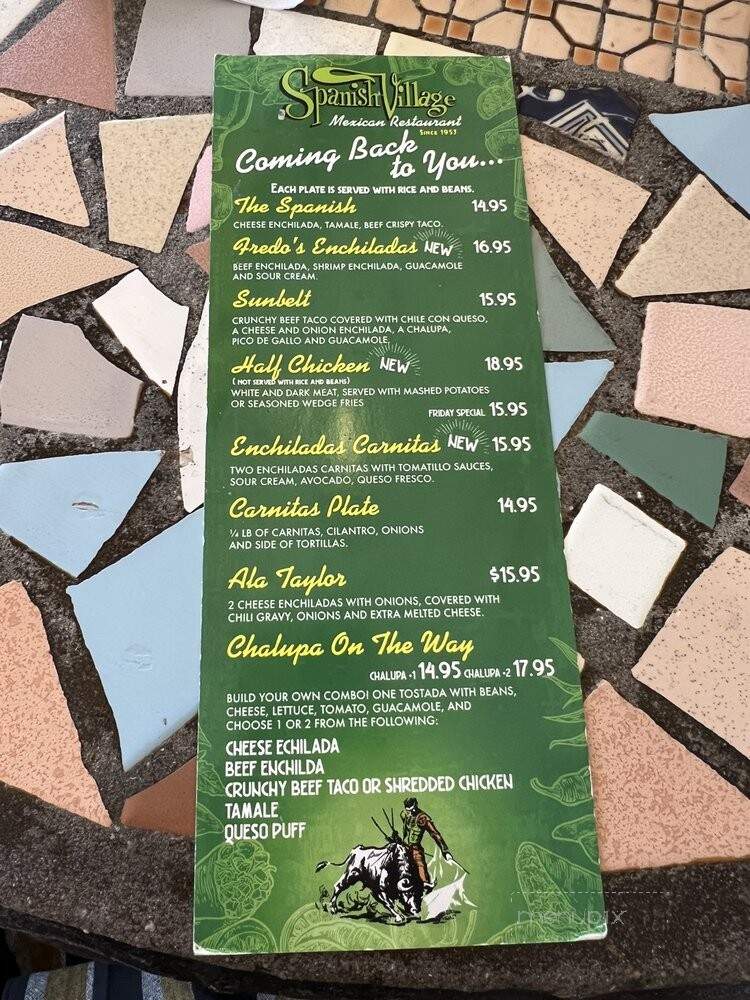 Spanish Village
Mexican Restaurant
SINCE 1953
Coming Back
to You...
EACH PLATE IS SERVED WITH RICE AND BEANS.
The Spanish 14.95
CHEESE ENCHILADA, TAMALE, BEEF CRISPY TACO.
Fredo's Enchiladas NEW 16.95
BEEF ENCHILADA, SHRIMP ENCHILADA, GUACAMOLE
AND SOUR CREAM.
Sunbelt 15.95
CRUNCHY BEEF TACO COVERED WITH CHILE CON QUESO,
A CHEESE AND ONION ENCHILADA, A CHALUPA,
PICO DE GALLO AND GUACAMOLE.
Half Chicken NEW 18.95
( NOT SERVED WITH RICE AND BEANS)
WHITE AND DARK MEAT, SERVED WITH MASHED POTATOES
OR SEASONED WEDGE FRIES
FRIDAY SPECIAL 15.95
Enchiladas Carnitas NEW 15.95
TWO ENCHILADAS CARNITAS WITH TOMATILLO SAUCES,
SOUR CREAM, AVOCADO, QUESO FRESCO.
Carnitas Plate 14.95
¼ LB OF CARNITAS, CILANTRO, ONIONS
AND SIDE OF TORTILLAS.
Ala Taylor $15.95
2 CHEESE ENCHILADAS WITH ONIONS, COVERED WITH
CHILI GRAVY, ONIONS AND EXTRA MELTED CHEESE.
Chalupa On The Way
CHALUPA +1 14.95 CHALUPA +2 17.95
BUILD YOUR OWN COMBO! ONE TOSTADA WITH BEANS,
CHEESE, LETTUCE, TOMATO, GUACAMOLE, AND
CHOOSE 1 OR 2 FROM THE FOLLOWING:
CHEESE ECHILADA
BEEF ENCHILDA
CRUNCHY BEEF TACO OR SHREDDED CHICKEN
TAMALE
QUESO PUFF
menupix